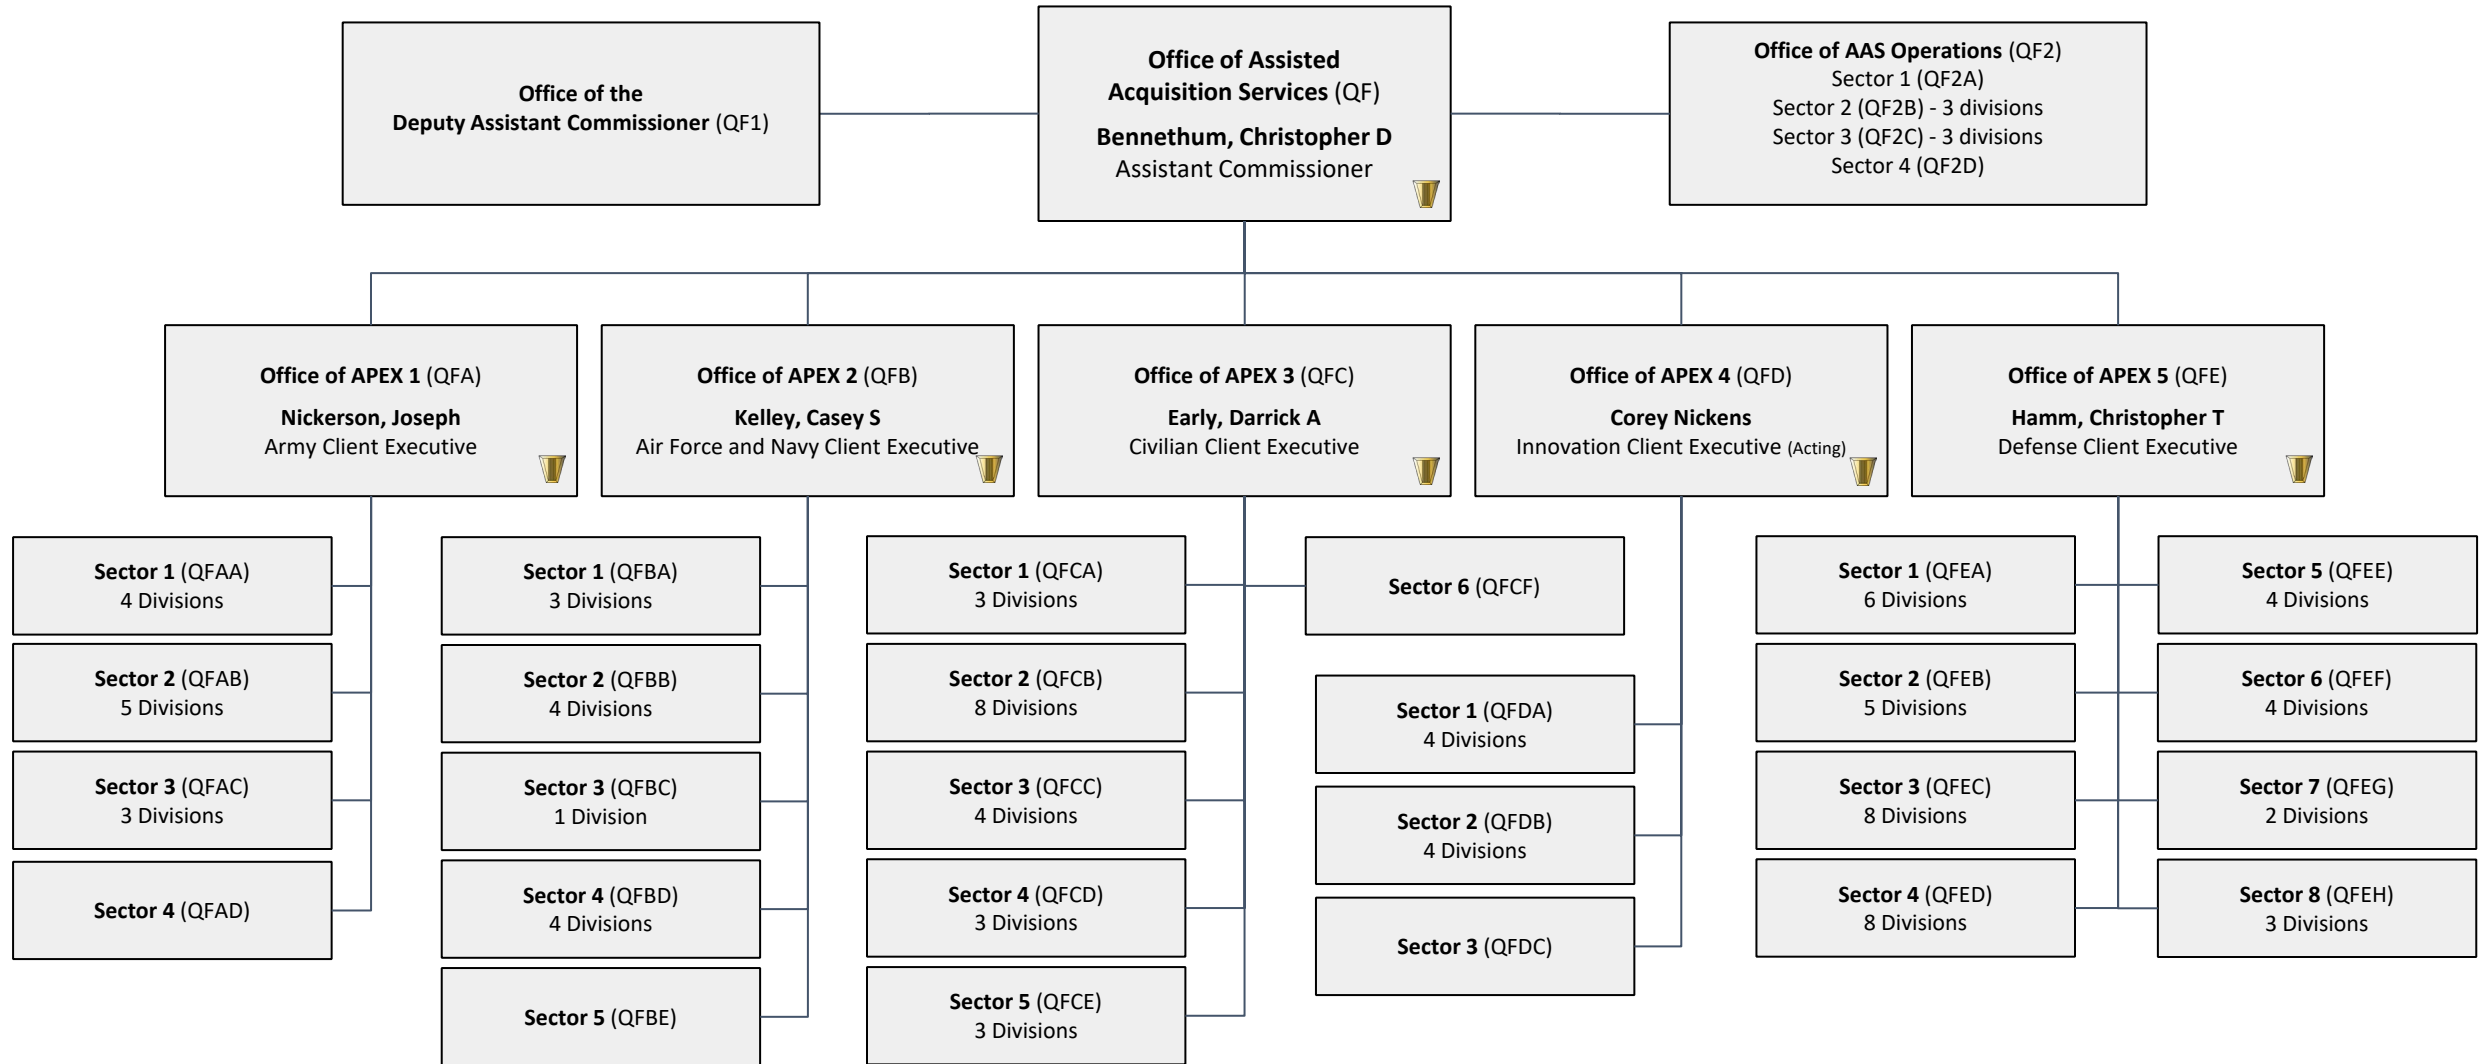 Office of the
Deputy Assistant Commissioner (QF1)
Office of Assisted
Acquisition Services (QF)
Bennethum, Christopher D
Assistant Commissioner
Office of AAS Operations (QF2)
Sector 1 (QF2A)
Sector 2 (QF2B) - 3 divisions
Sector 3 (QF2C) - 3 divisions
Sector 4 (QF2D)
Office of APEX 1 (QFA)
Nickerson, Joseph
Army Client Executive
Office of APEX 2 (QFB)
Kelley, Casey S
Air Force and Navy Client Executive
Office of APEX 3 (QFC)
Early, Darrick A
Civilian Client Executive
Office of APEX 4 (QFD)
Corey Nickens
Innovation Client Executive (Acting)
Office of APEX 5 (QFE)
Hamm, Christopher T
Defense Client Executive
Sector 1 (QFAA)
4 Divisions
Sector 2 (QFAB)
5 Divisions
Sector 3 (QFAC)
3 Divisions
Sector 4 (QFAD)
Sector 1 (QFBA)
3 Divisions
Sector 2 (QFBB)
4 Divisions
Sector 3 (QFBC)
1 Division
Sector 4 (QFBD)
4 Divisions
Sector 5 (QFBE)
Sector 1 (QFCA)
3 Divisions
Sector 2 (QFCB)
8 Divisions
Sector 3 (QFCC)
4 Divisions
Sector 4 (QFCD)
3 Divisions
Sector 5 (QFCE)
3 Divisions
Sector 6 (QFCF)
Sector 1 (QFDA)
4 Divisions
Sector 2 (QFDB)
4 Divisions
Sector 3 (QFDC)
Sector 1 (QFEA)
6 Divisions
Sector 2 (QFEB)
5 Divisions
Sector 3 (QFEC)
8 Divisions
Sector 4 (QFED)
8 Divisions
Sector 5 (QFEE)
4 Divisions
Sector 6 (QFEF)
4 Divisions
Sector 7 (QFEG)
2 Divisions
Sector 8 (QFEH)
3 Divisions